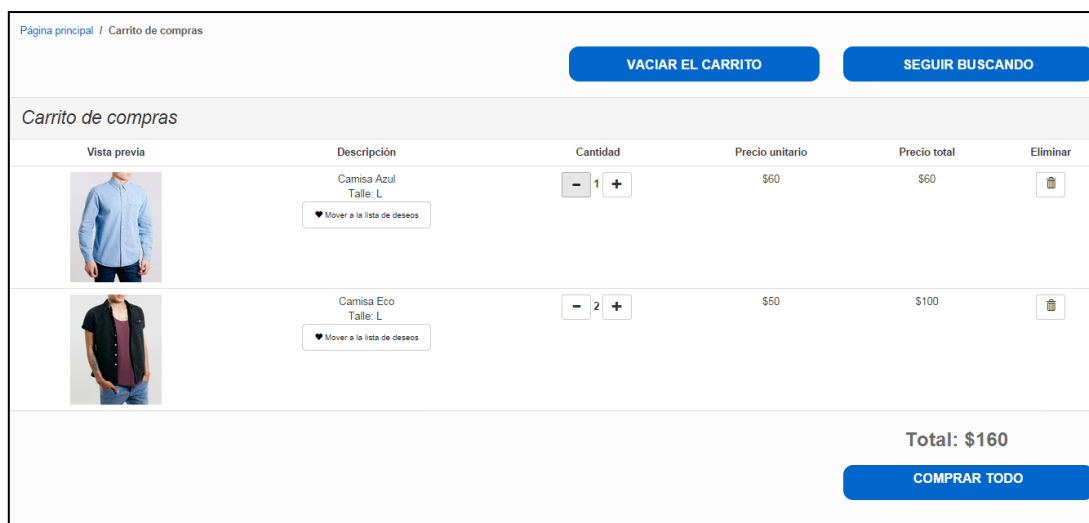 Página principal / Carrito de compras
VACIAR EL CARRITO SEGUIR BUSCANDO
Carrito de compras
Vista previa Descripción Cantidad Precio unitario Precio total Eliminar
Camisa Azul
Talle: L
Mover a la lista de deseos
− 1 + $60 $60
Camisa Eco
Talle: L
Mover a la lista de deseos
− 2 + $50 $100
Total: $160
COMPRAR TODO